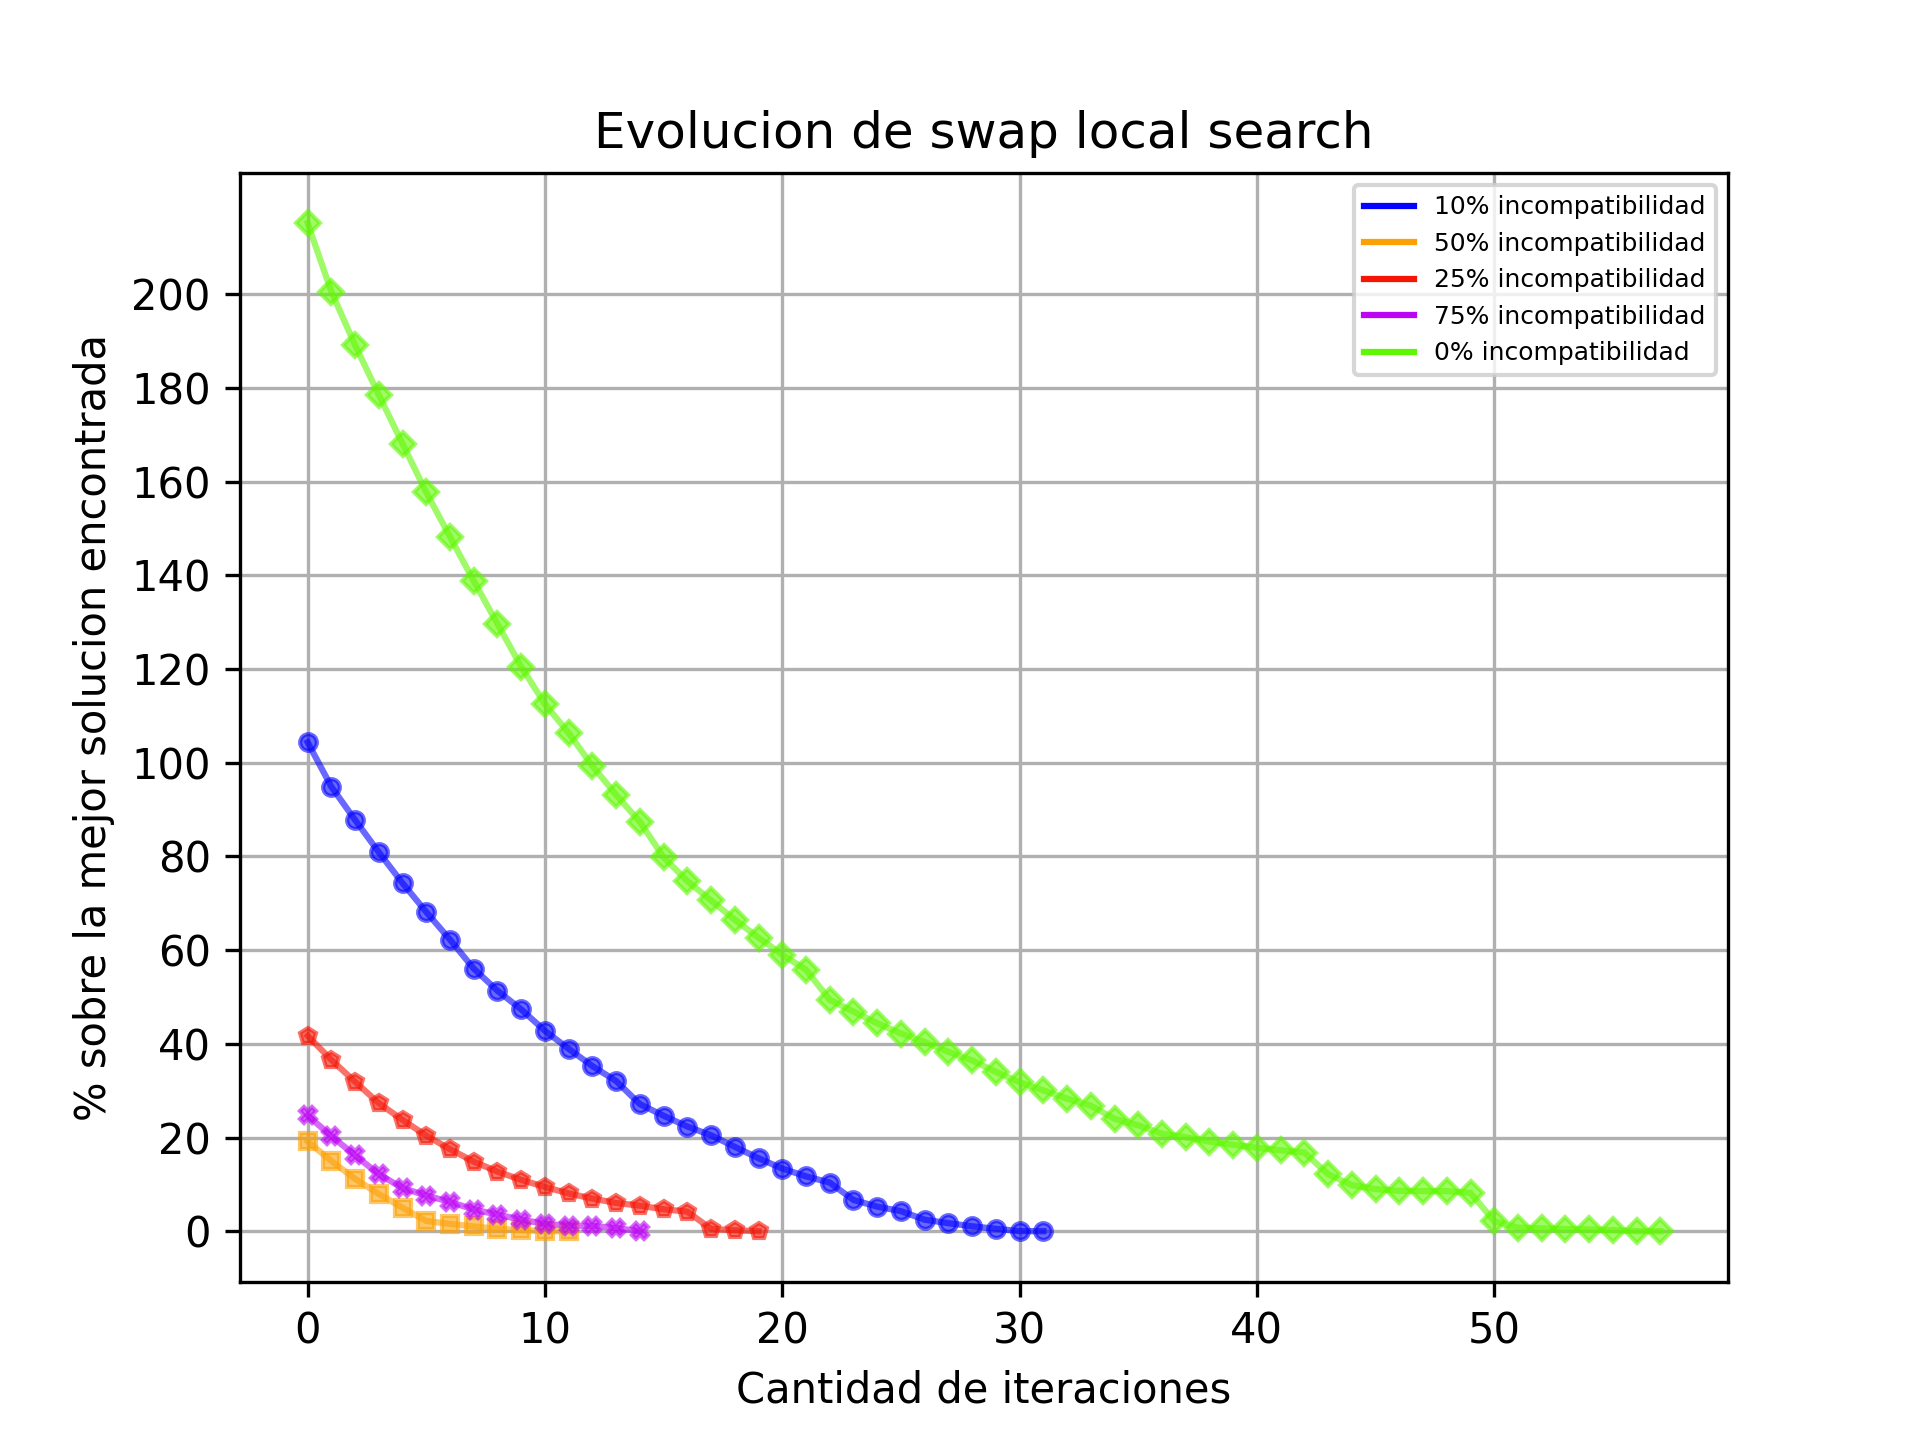 Evolucion de swap local search
10% incompatibilidad
50% incompatibilidad
25% incompatibilidad
75% incompatibilidad
0% incompatibilidad
% sobre la mejor solucion encontrada
200
180
160
140
120
100
80
60
40
20
0
0 10 20 30 40 50
Cantidad de iteraciones